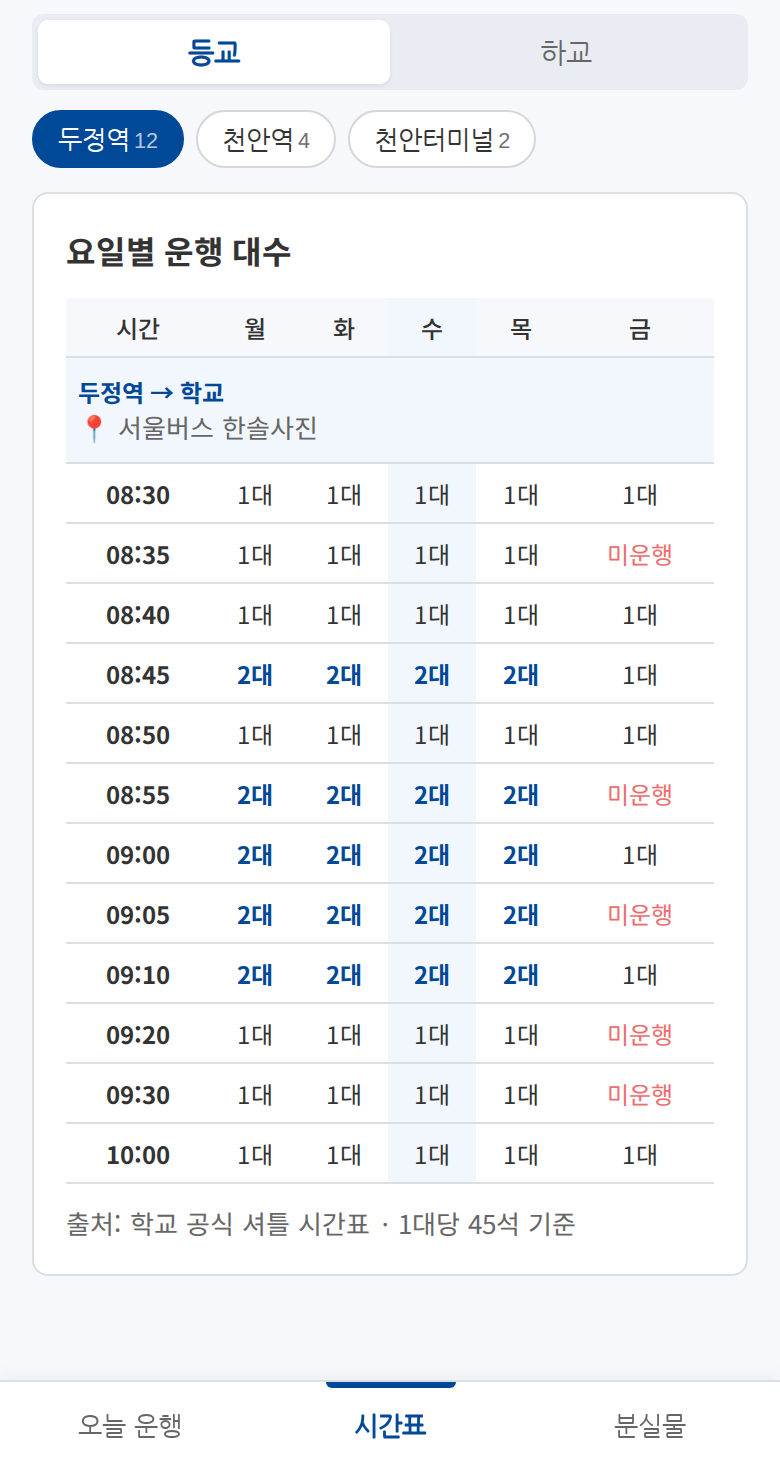 등교 하교
두정역 12 천안역 4 천안터미널 2
요일별 운행 대수
시간 월 화 수 목 금
두정역 → 학교
📍 서울버스 한솔사진
08:30 1대 1대 1대 1대 1대
08:35 1대 1대 1대 1대 미운행
08:40 1대 1대 1대 1대 1대
08:45 2대 2대 2대 2대 1대
08:50 1대 1대 1대 1대 1대
08:55 2대 2대 2대 2대 미운행
09:00 2대 2대 2대 2대 1대
09:05 2대 2대 2대 2대 미운행
09:10 2대 2대 2대 2대 1대
09:20 1대 1대 1대 1대 미운행
09:30 1대 1대 1대 1대 미운행
10:00 1대 1대 1대 1대 1대
출처: 학교 공식 셔틀 시간표 · 1대당 45석 기준
오늘 운행 시간표 분실물